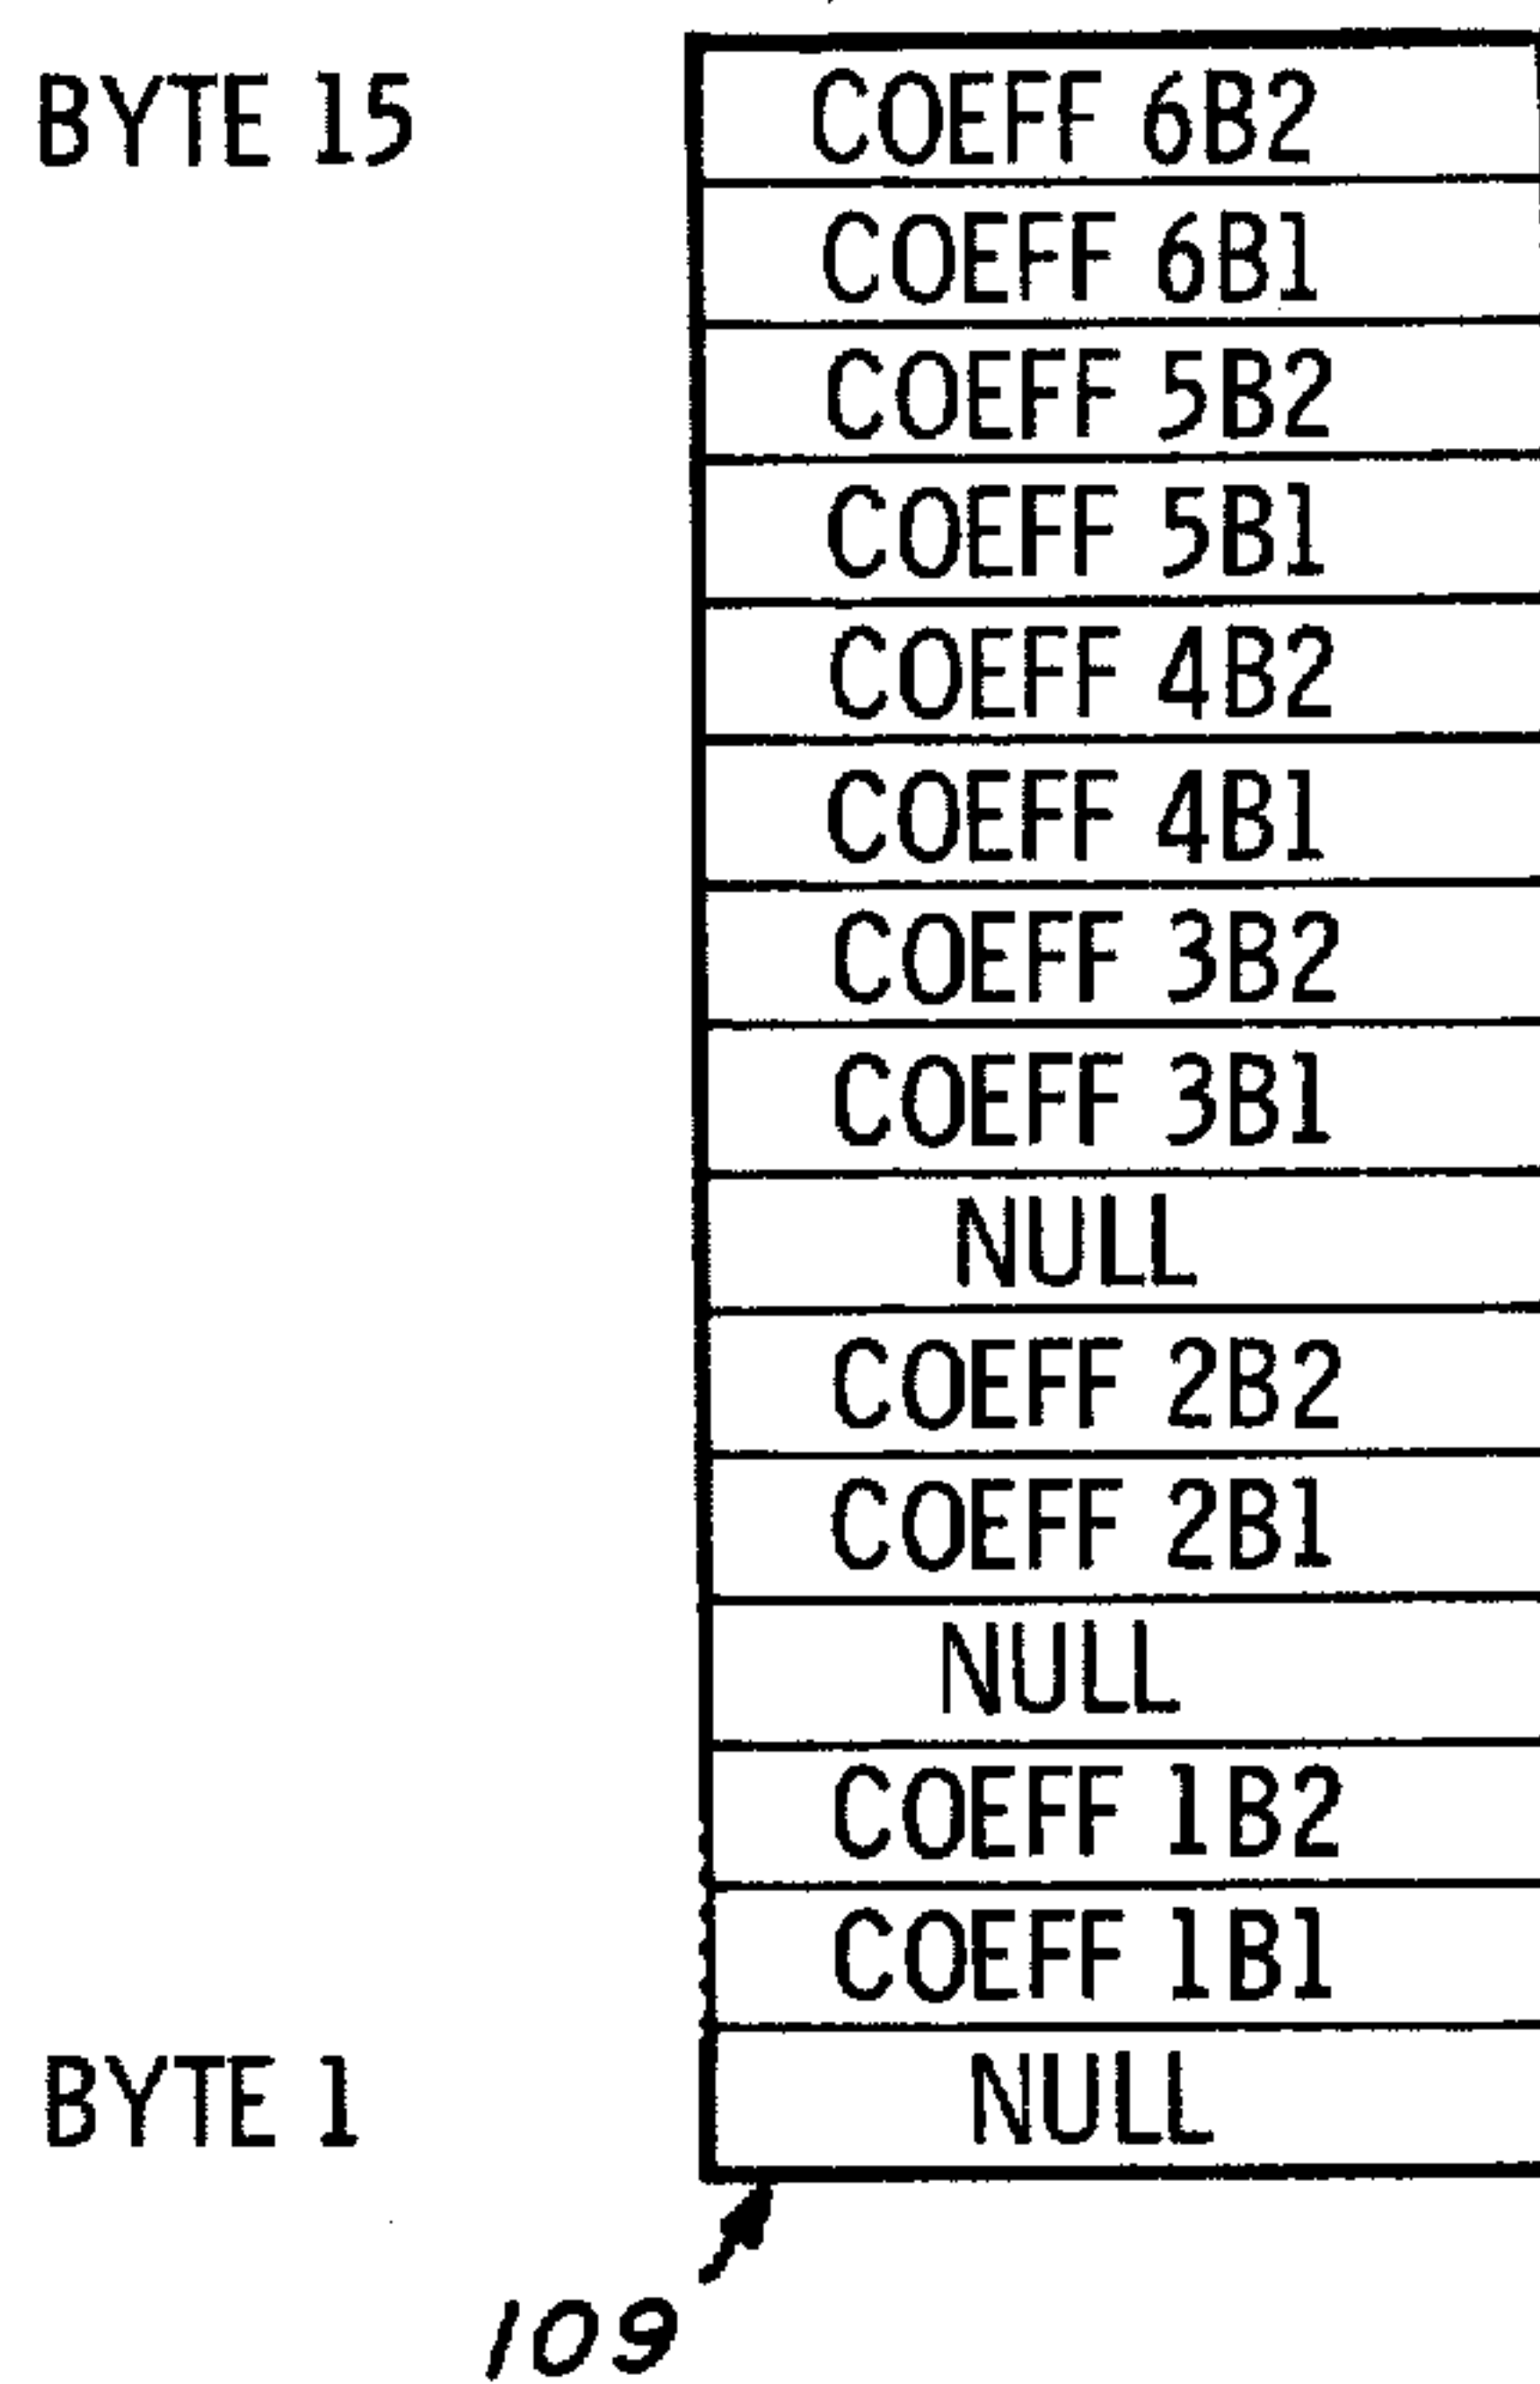 BYTE 15 COEFF 6B2
COEFF 6B1
COEFF 5B2
COEFF 5B1
COEFF 4B2
COEFF 4B1
COEFF 3B2
COEFF 3B1
NULL
COEFF 2B2
COEFF 2B1
NULL
COEFF 1B2
COEFF 1B1
BYTE 1 NULL
109